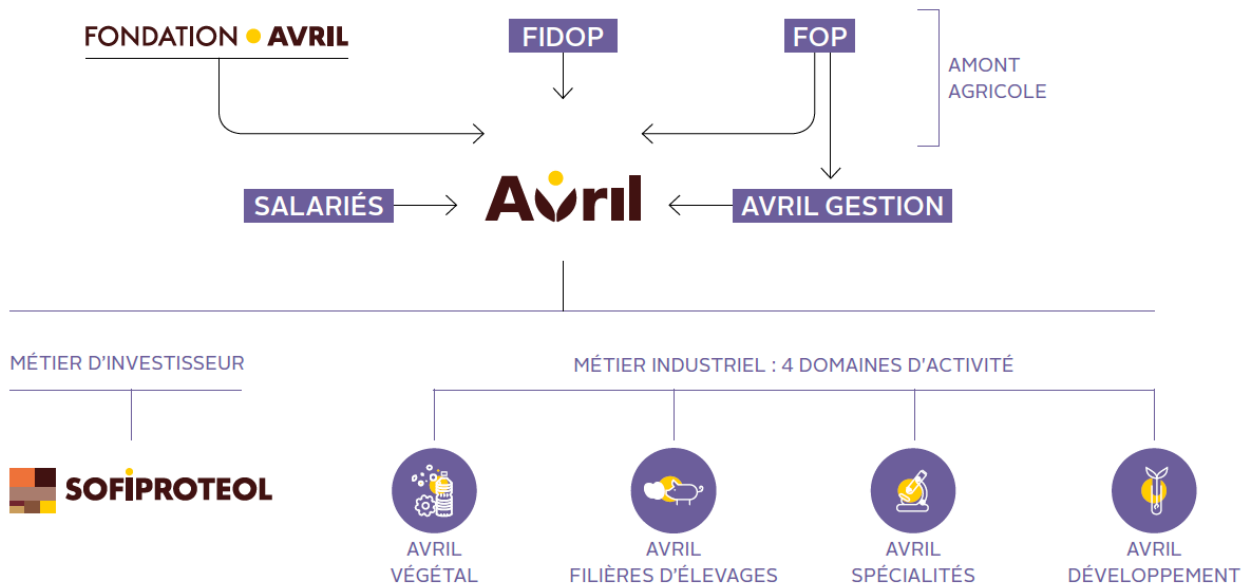 FONDATION AVRIL
FIDOP
FOP
AMONT
AGRICOLE
SALARIÉS
Avril
AVRIL GESTION
MÉTIER D'INVESTISSEUR
MÉTIER INDUSTRIEL : 4 DOMAINES D'ACTIVITÉ
SOFIPROTEOL
AVRIL
VÉGÉTAL
AVRIL
FILIÈRES D'ÉLEVAGES
AVRIL
SPÉCIALITÉS
AVRIL
DÉVELOPPEMENT